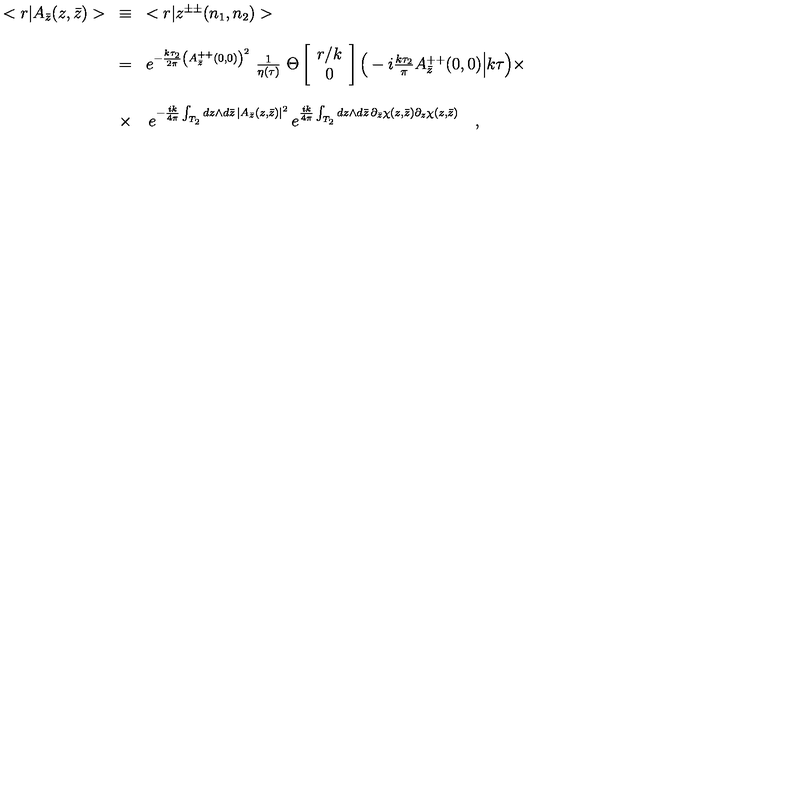 $< r|A_{\bar z}(z,\bar z) > \equiv < r|z^{\pm\pm}(n_1,n_2) >$
$= e^{-\frac{k\tau_2}{2\pi}\left(A_{\bar z}^{++}(0,0)\right)^2} \frac{1}{\eta(\tau)} \Theta \left[ \begin{array}{c} r/k \\ 0 \end{array} \right] \Big( - i\frac{k\tau_2}{\pi} A_{\bar z}^{++}(0,0) \Big| k\tau \Big) \times$
$\times \; e^{-\frac{ik}{4\pi}\int_{T_2} dz\wedge d\bar z\, |A_{\bar z}(z,\bar z)|^2} \, e^{\frac{ik}{4\pi}\int_{T_2} dz\wedge d\bar z\, \partial_{\bar z}\chi(z,\bar z)\partial_z\chi(z,\bar z)} \quad ,$